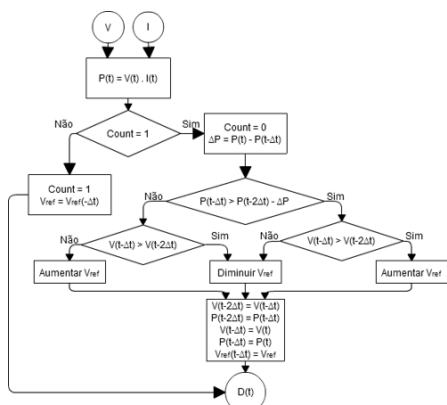 V
I
P(t) = V(t) . I(t)
Não
Count = 1
Sim
Count = 0
ΔP = P(t) - P(t-Δt)
Count = 1
Vref = Vref(-Δt)
Não
P(t-Δt) > P(t-2Δt) - ΔP
Sim
Não
V(t-Δt) > V(t-2Δt)
Sim
Não
V(t-Δt) > V(t-2Δt)
Sim
Aumentar Vref
Diminuir Vref
Aumentar Vref
V(t-2Δt) = V(t-Δt)
P(t-2Δt) = P(t-Δt)
V(t-Δt) = V(t)
P(t-Δt) = P(t)
Vref(t-Δt) = Vref
D(t)